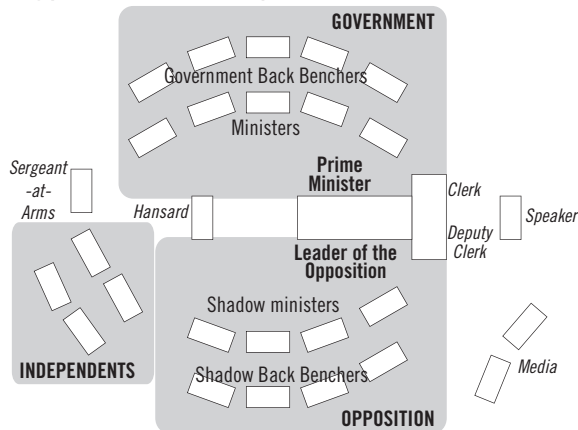 GOVERNMENT
Government Back Benchers
Ministers
Sergeant
-at-
Arms
Prime
Minister
Hansard
Clerk
Speaker
Deputy
Clerk
Leader of the
Opposition
Shadow ministers
INDEPENDENTS
Shadow Back Benchers
Media
OPPOSITION